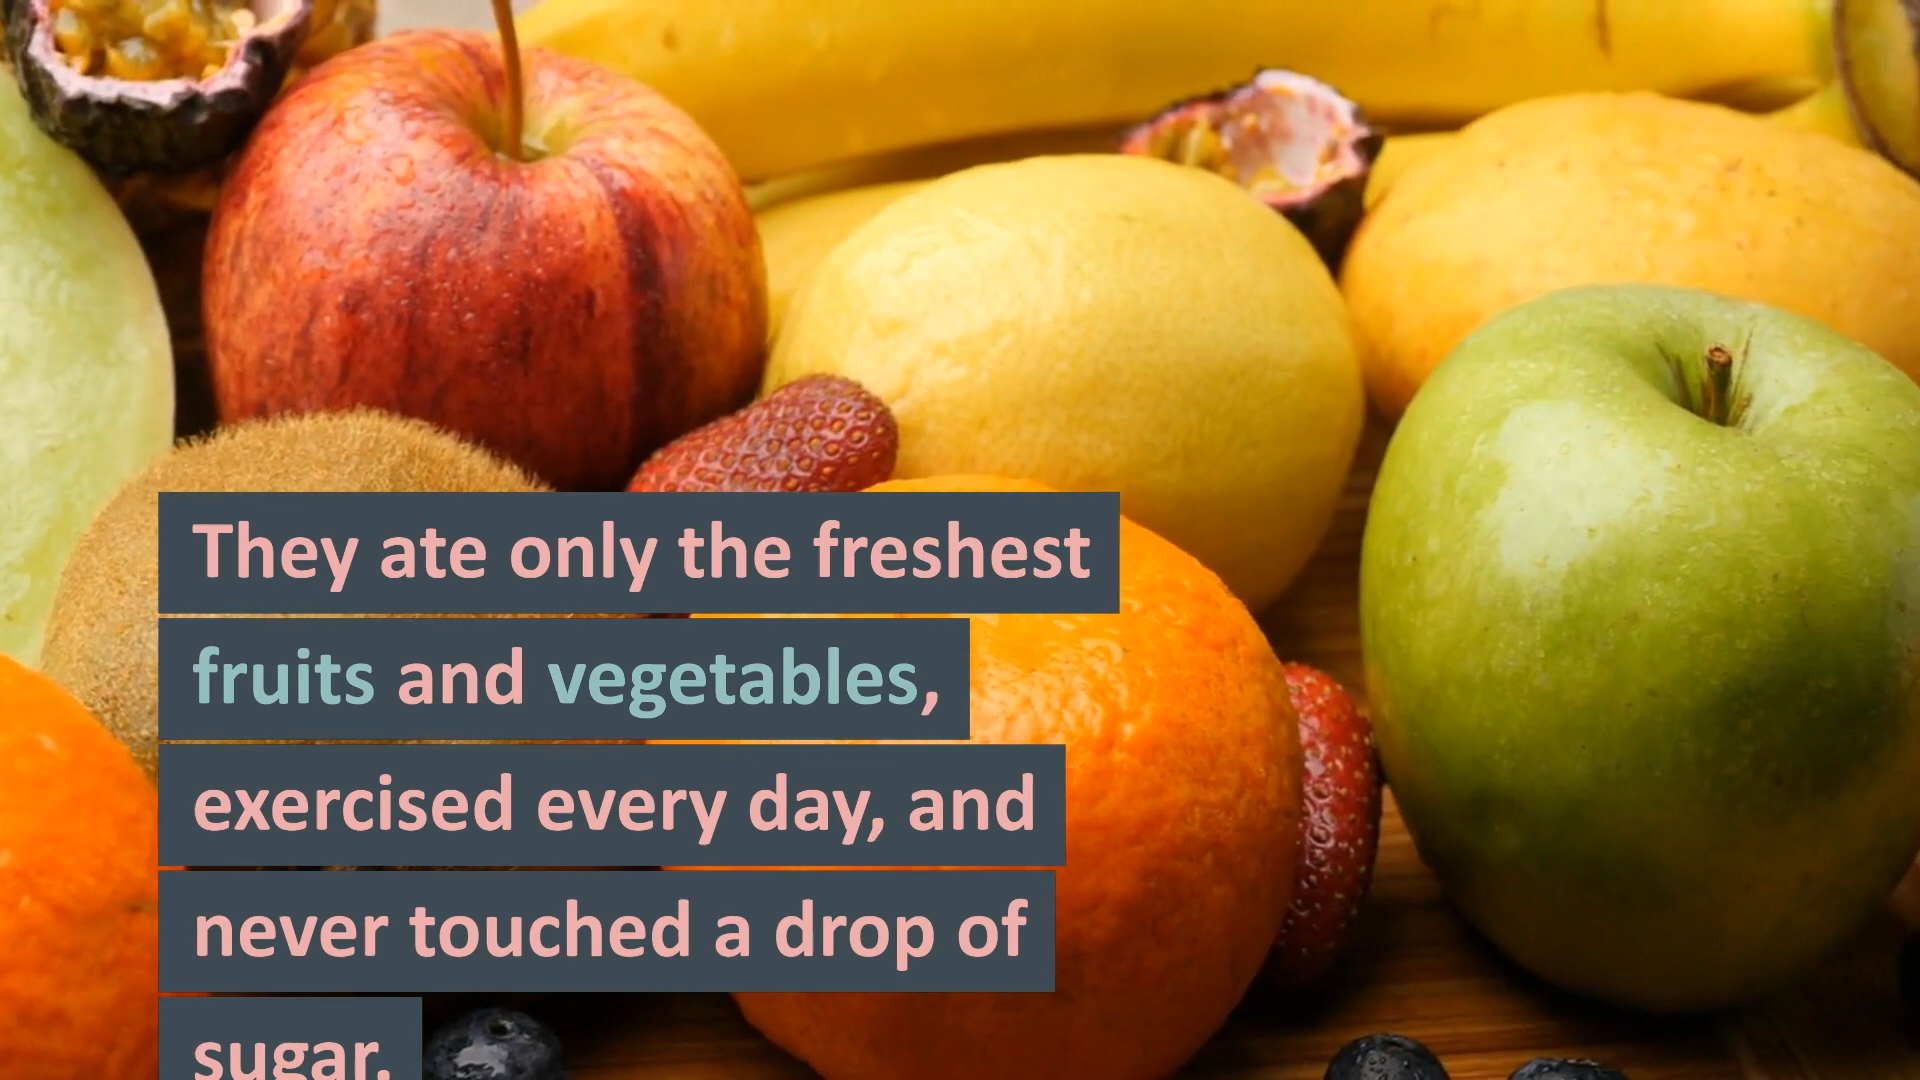 They ate only the freshest
fruits and vegetables,
exercised every day, and
never touched a drop of
sugar.